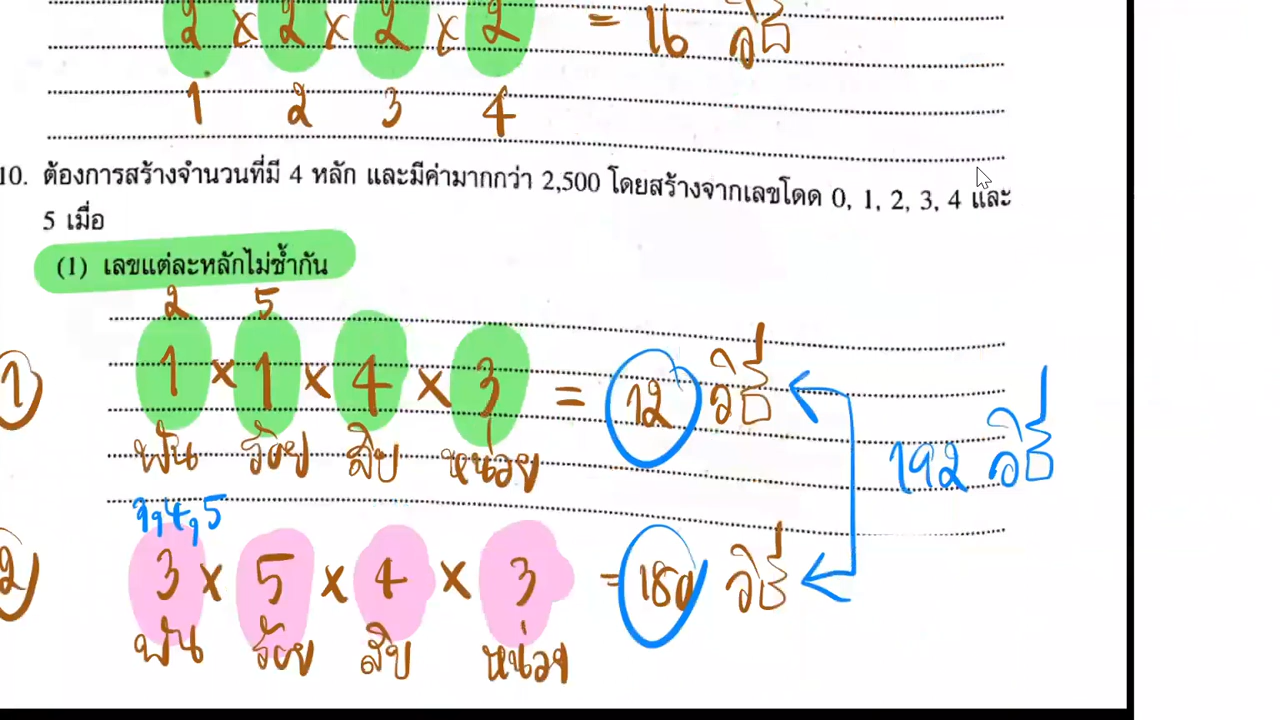 2 × 2 × 2 × 2 = 16 วิธี
1 2 3 4
10. ต้องการสร้างจำนวนที่มี 4 หลัก และมีค่ามากกว่า 2,500 โดยสร้างจากเลขโดด 0, 1, 2, 3, 4 และ
5 เมื่อ
(1) เลขแต่ละหลักไม่ซ้ำกัน
2 5
1 1 × 1 × 4 × 3 = 12 วิธี
พัน ร้อย สิบ หน่วย
192 วิธี
3,4,5
2 3 × 5 × 4 × 3 = 180 วิธี
พัน ร้อย สิบ หน่วย